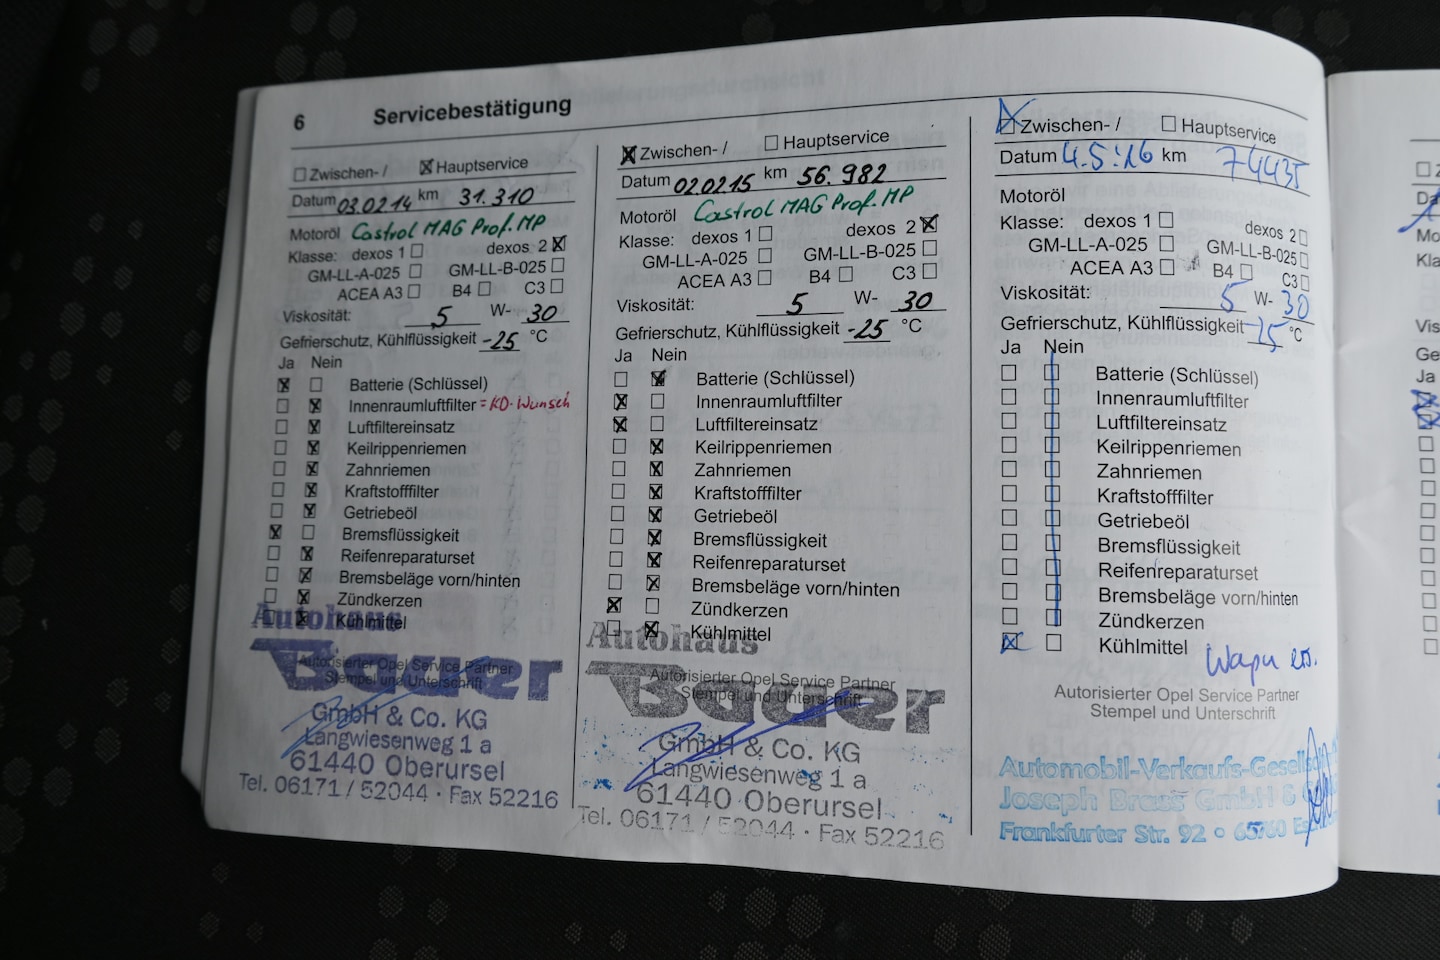 6 Servicebestätigung
Zwischen- / Hauptservice
Datum 03.02.14 km 31.310
Motoröl Castrol MAG Prof. MP
Klasse: dexos 1 dexos 2
GM-LL-A-025 GM-LL-B-025
ACEA A3 B4 C3
Viskosität: 5 W- 30
Gefrierschutz, Kühlflüssigkeit -25 °C
Ja Nein
Batterie (Schlüssel)
Innenraumluftfilter = KD-Wunsch
Luftfiltereinsatz
Keilrippenriemen
Zahnriemen
Kraftstofffilter
Getriebeöl
Bremsflüssigkeit
Reifenreparaturset
Bremsbeläge vorn/hinten
Zündkerzen
Kühlmittel
Autohaus
Bauer
Autorisierter Opel Service Partner
Stempel und Unterschrift
GmbH & Co. KG
Langwiesenweg 1 a
61440 Oberursel
Tel. 06171 / 52044 · Fax 52216
Zwischen- / Hauptservice
Datum 02.02.15 km 56.982
Motoröl Castrol MAG Prof. MP
Klasse: dexos 1 dexos 2
GM-LL-A-025 GM-LL-B-025
ACEA A3 B4 C3
Viskosität: 5 W- 30
Gefrierschutz, Kühlflüssigkeit -25 °C
Ja Nein
Batterie (Schlüssel)
Innenraumluftfilter
Luftfiltereinsatz
Keilrippenriemen
Zahnriemen
Kraftstofffilter
Getriebeöl
Bremsflüssigkeit
Reifenreparaturset
Bremsbeläge vorn/hinten
Zündkerzen
Kühlmittel
Autohaus
Bauer
Autorisierter Opel Service Partner
Stempel und Unterschrift
GmbH & Co. KG
Langwiesenweg 1 a
61440 Oberursel
Tel. 06171 / 52044 · Fax 52216
Zwischen- / Hauptservice
Datum 4.5.16 km 74435
Motoröl
Klasse: dexos 1 dexos 2
GM-LL-A-025 GM-LL-B-025
ACEA A3 B4 C3
Viskosität: 5 W- 30
Gefrierschutz, Kühlflüssigkeit °C
Ja Nein
Batterie (Schlüssel)
Innenraumluftfilter
Luftfiltereinsatz
Keilrippenriemen
Zahnriemen
Kraftstofffilter
Getriebeöl
Bremsflüssigkeit
Reifenreparaturset
Bremsbeläge vorn/hinten
Zündkerzen
Kühlmittel
Wapu ers.
Autorisierter Opel Service Partner
Stempel und Unterschrift
Automobil-Verkaufs-Gesells
Joseph Brass GmbH &
Frankfurter Str. 92 · 65760
Mo
Kla
Vis
Ge
Ja